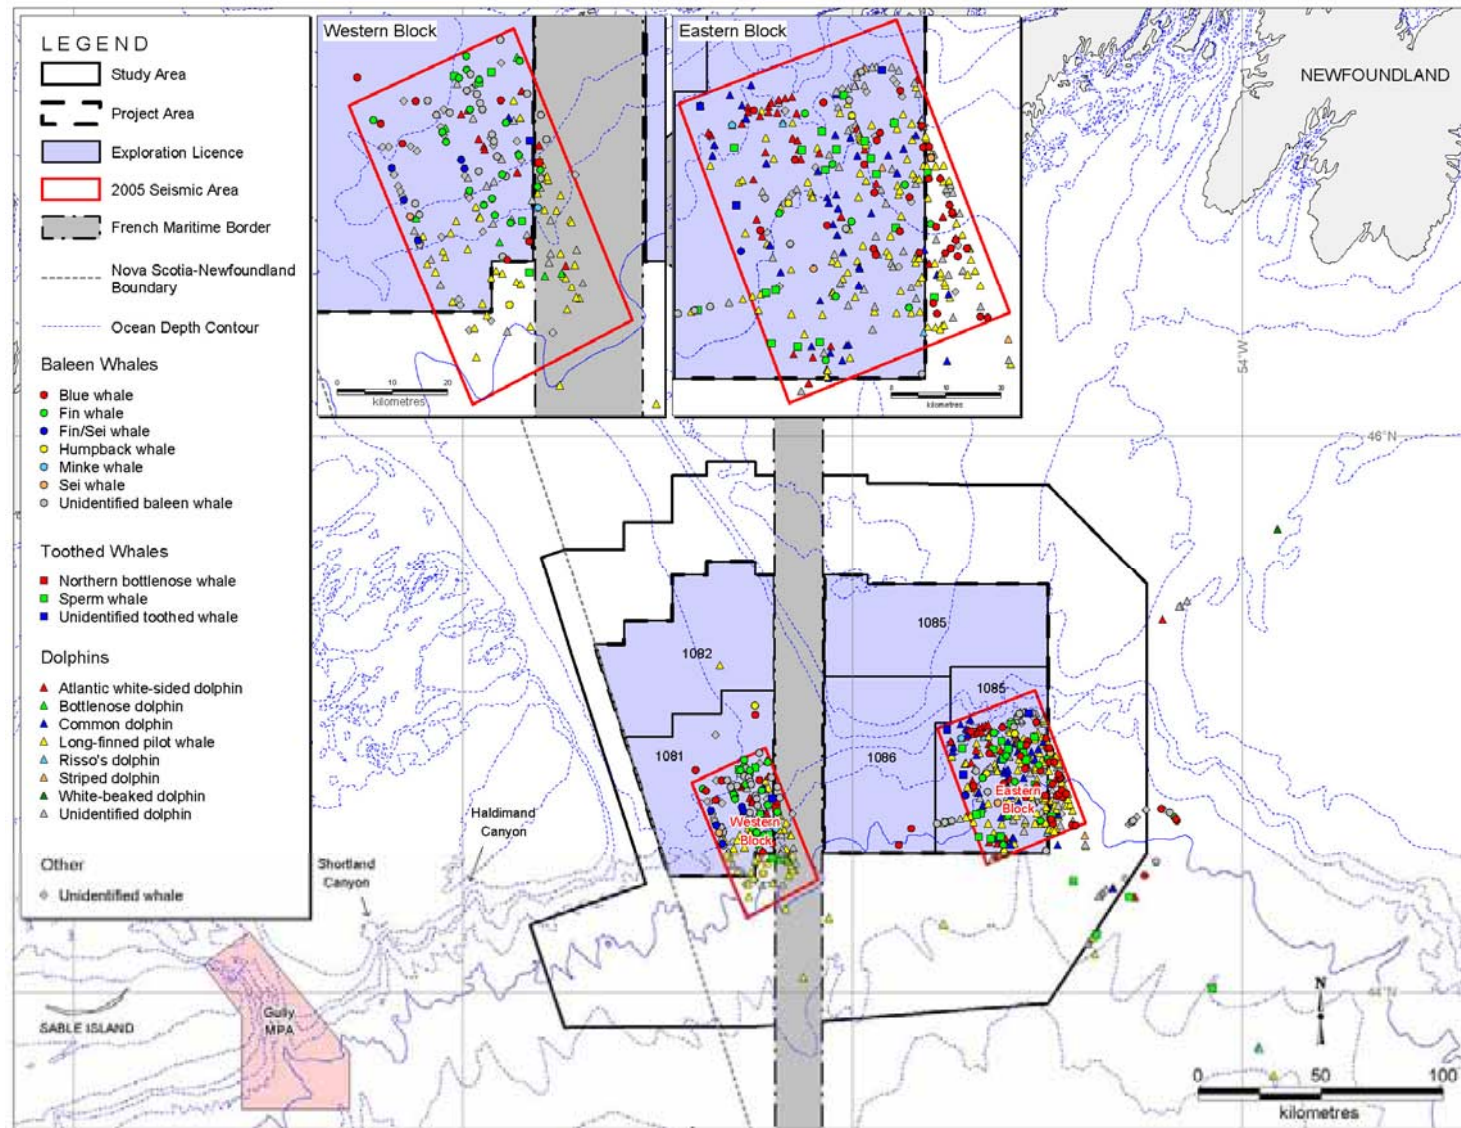 LEGEND
Study Area
Project Area
Exploration Licence
2005 Seismic Area
French Maritime Border
Nova Scotia-Newfoundland
Boundary
Ocean Depth Contour
Baleen Whales
Blue whale
Fin whale
Fin/Sei whale
Humpback whale
Minke whale
Sei whale
Unidentified baleen whale
Toothed Whales
Northern bottlenose whale
Sperm whale
Unidentified toothed whale
Dolphins
Atlantic white-sided dolphin
Bottlenose dolphin
Common dolphin
Long-finned pilot whale
Risso's dolphin
Striped dolphin
White-beaked dolphin
Unidentified dolphin
Other
Unidentified whale
Western Block
0 10 20
kilometres
Eastern Block
kilometres
NEWFOUNDLAND
54°W
46°N
1082
1085
1085
1081
1086
Western
Block
Eastern
Block
Haldimand
Canyon
Shortland
Canyon
Gully
MPA
SABLE ISLAND
44°N
N
0 50 100
kilometres